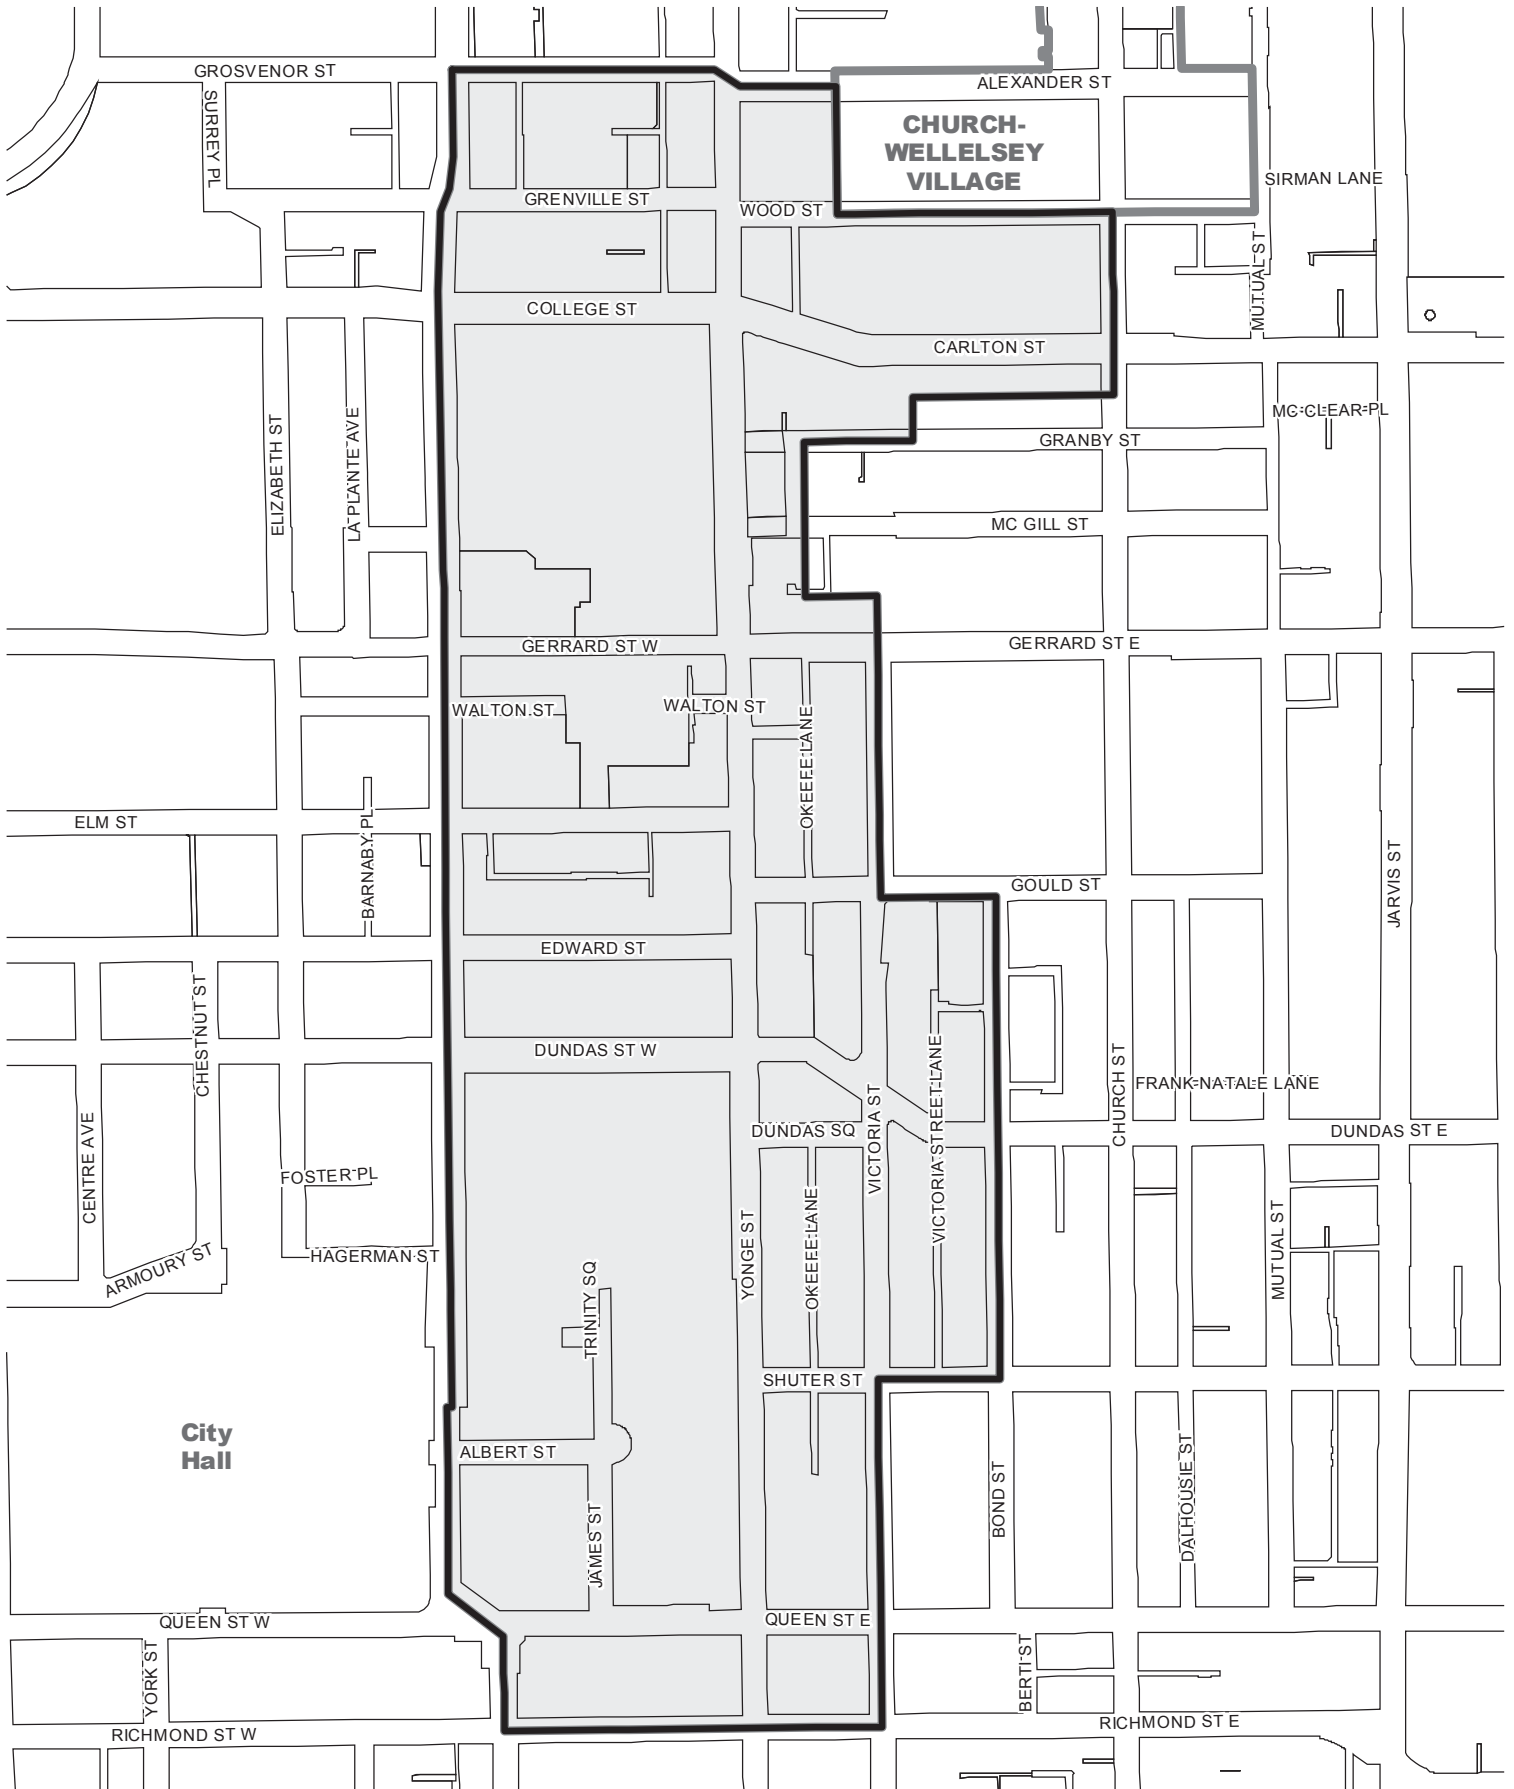 GROSVENOR ST
ALEXANDER ST
SURREY PL
CHURCH-
WELLELSEY
VILLAGE
SIRMAN LANE
GRENVILLE ST
WOOD ST
MUTUAL ST
COLLEGE ST
CARLTON ST
MC CLEAR PL
ELIZABETH ST
LA PLANTE AVE
GRANBY ST
MC GILL ST
GERRARD ST W
GERRARD ST E
WALTON ST
WALTON ST
OKEEFE LANE
ELM ST
BARNABY PL
GOULD ST
JARVIS ST
EDWARD ST
CHESTNUT ST
DUNDAS ST W
VICTORIA STREET LANE
CHURCH ST
FRANK NATALE LANE
CENTRE AVE
VICTORIA ST
DUNDAS SQ
DUNDAS ST E
FOSTER PL
YONGE ST
OKEEFE LANE
MUTUAL ST
HAGERMAN ST
ARMOURY ST
TRINITY SQ
SHUTER ST
City
Hall
ALBERT ST
BOND ST
DALHOUSIE ST
JAMES ST
QUEEN ST W
QUEEN ST E
YORK ST
BERTI ST
RICHMOND ST W
RICHMOND ST E